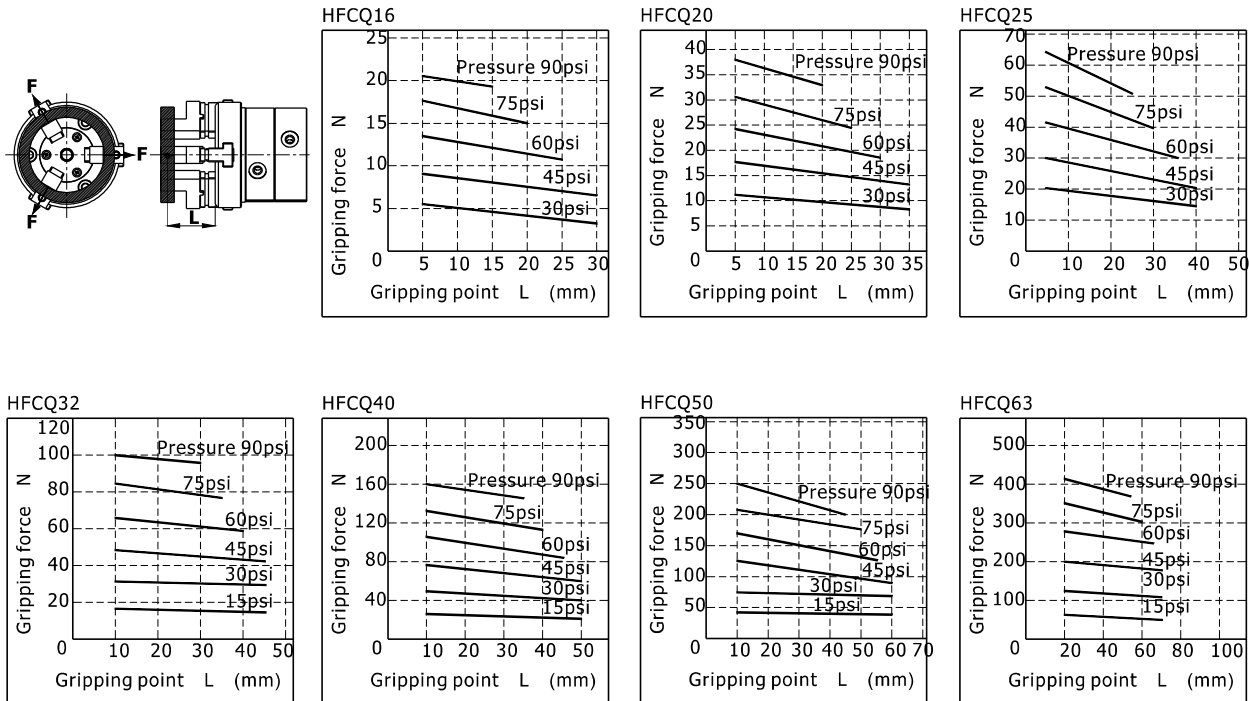 F
F
F
L
HFCQ16
25
20
15
10
5
0
5 10 15 20 25 30
Pressure 90psi
75psi
60psi
45psi
30psi
Gripping force N
Gripping point L (mm)
HFCQ20
40
35
30
25
20
15
10
5
0
5 10 15 20 25 30 35
Pressure 90psi
75psi
60psi
45psi
30psi
Gripping force N
Gripping point L (mm)
HFCQ25
70
60
50
40
30
20
10
0
10 20 30 40 50
Pressure 90psi
75psi
60psi
45psi
30psi
Gripping force N
Gripping point L (mm)
HFCQ32
120
100
80
60
40
20
0
10 20 30 40 50
Pressure 90psi
75psi
60psi
45psi
30psi
15psi
Gripping force N
Gripping point L (mm)
HFCQ40
200
160
120
80
40
0
10 20 30 40 50
Pressure 90psi
75psi
60psi
45psi
30psi
15psi
Gripping force N
Gripping point L (mm)
HFCQ50
350
300
250
200
150
100
50
0
10 20 30 40 50 60 70
Pressure 90psi
75psi
60psi
45psi
30psi
15psi
Gripping force N
Gripping point L (mm)
HFCQ63
500
400
300
200
100
0
20 40 60 80 100
Pressure 90psi
75psi
60psi
45psi
30psi
15psi
Gripping force N
Gripping point L (mm)